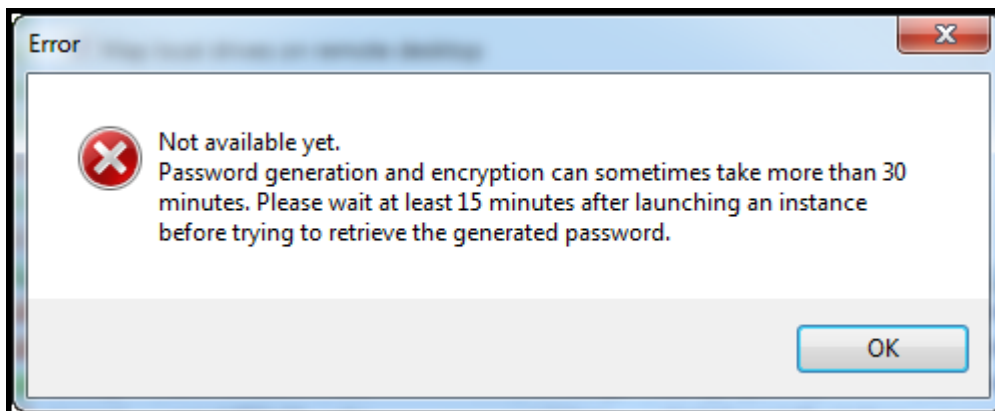 Error
Not available yet.
Password generation and encryption can sometimes take more than 30
minutes. Please wait at least 15 minutes after launching an instance
before trying to retrieve the generated password.
OK